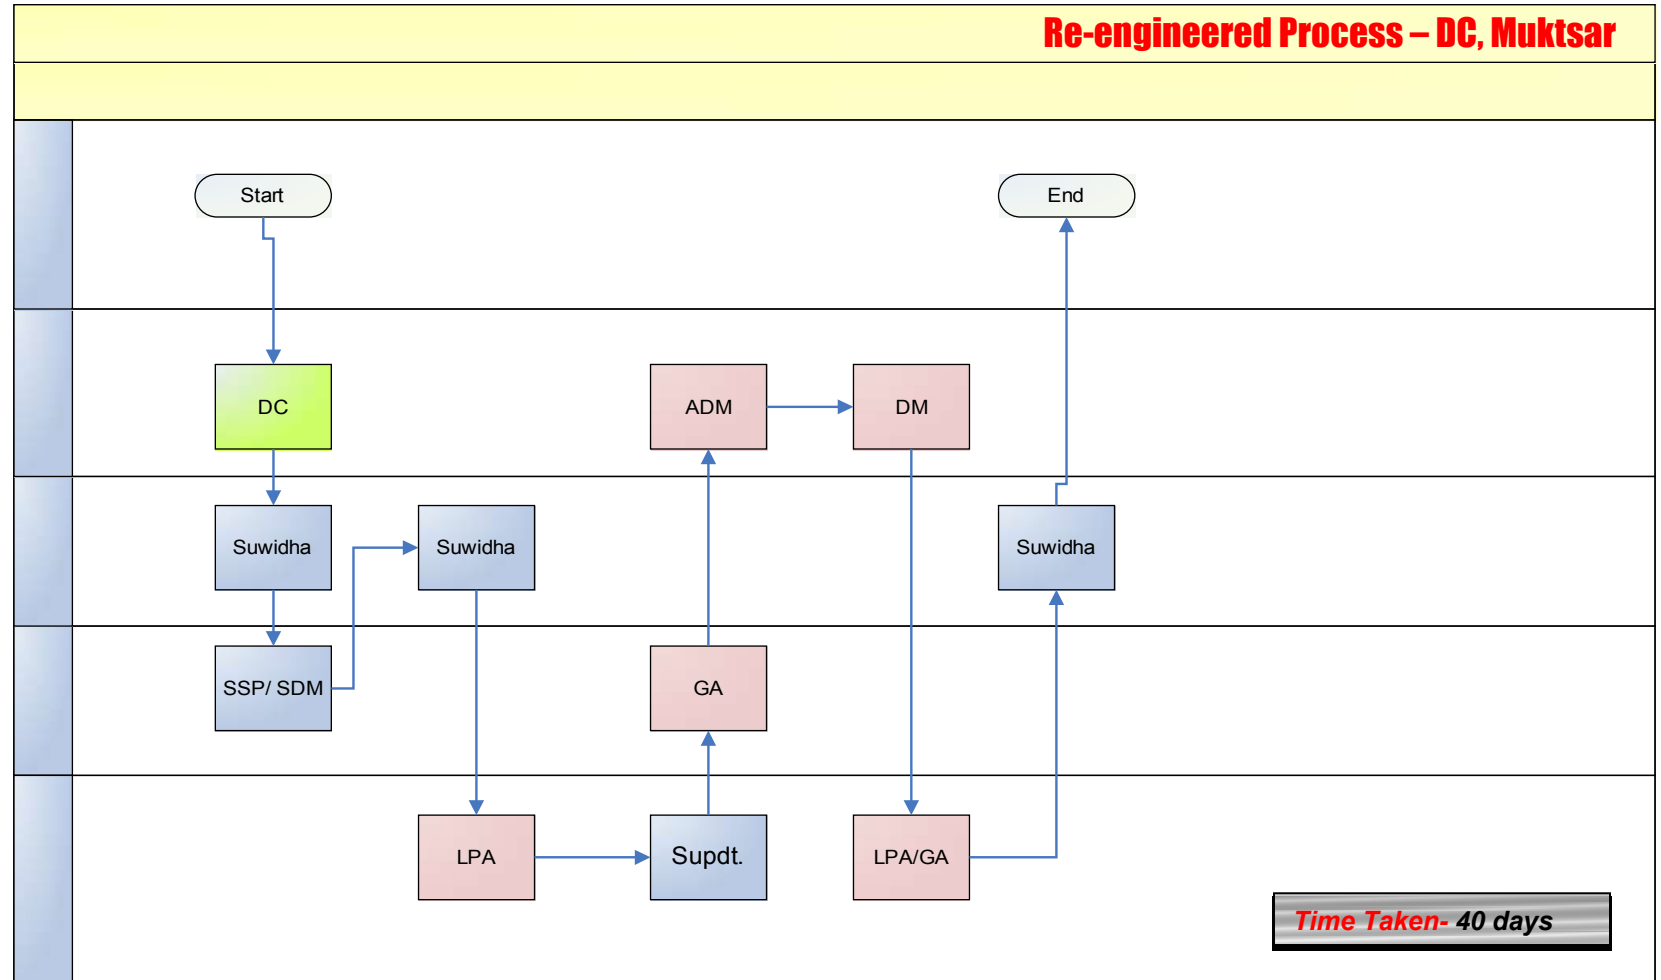 Re-engineered Process – DC, Muktsar
Start
End
DC
ADM
DM
Suwidha
Suwidha
Suwidha
SSP/ SDM
GA
LPA
Supdt.
LPA/GA
Time Taken- 40 days